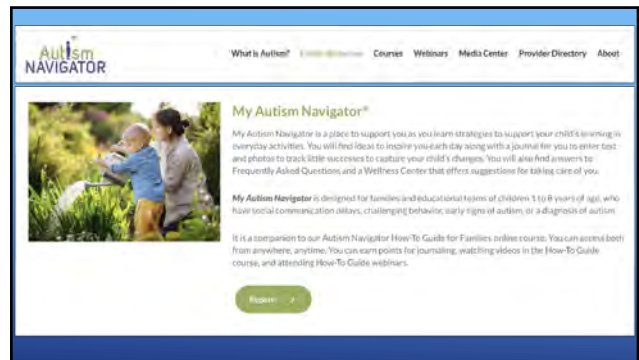 Autism
NAVIGATOR
What is Autism? Courses Webinars Media Center Provider Directory About
My Autism Navigator®
My Autism Navigator is a place to support you as you learn strategies to support your child's learning in
everyday activities. You will find ideas to inspire you each day along with a journal for you to enter text
and photos to track little successes to capture your child's changes. You will also find answers to
Frequently Asked Questions and a Wellness Center that offers suggestions for taking care of you.
My Autism Navigator is designed for families and educational teams of children 1 to 8 years of age, who
have social communication delays, challenging behavior, early signs of autism, or a diagnosis of autism.
It is a companion to our Autism Navigator How-To Guide for Families online course. You can access both
from anywhere, anytime. You can earn points for journaling, watching videos in the How-To Guide
course, and attending How-To Guide webinars.
Register